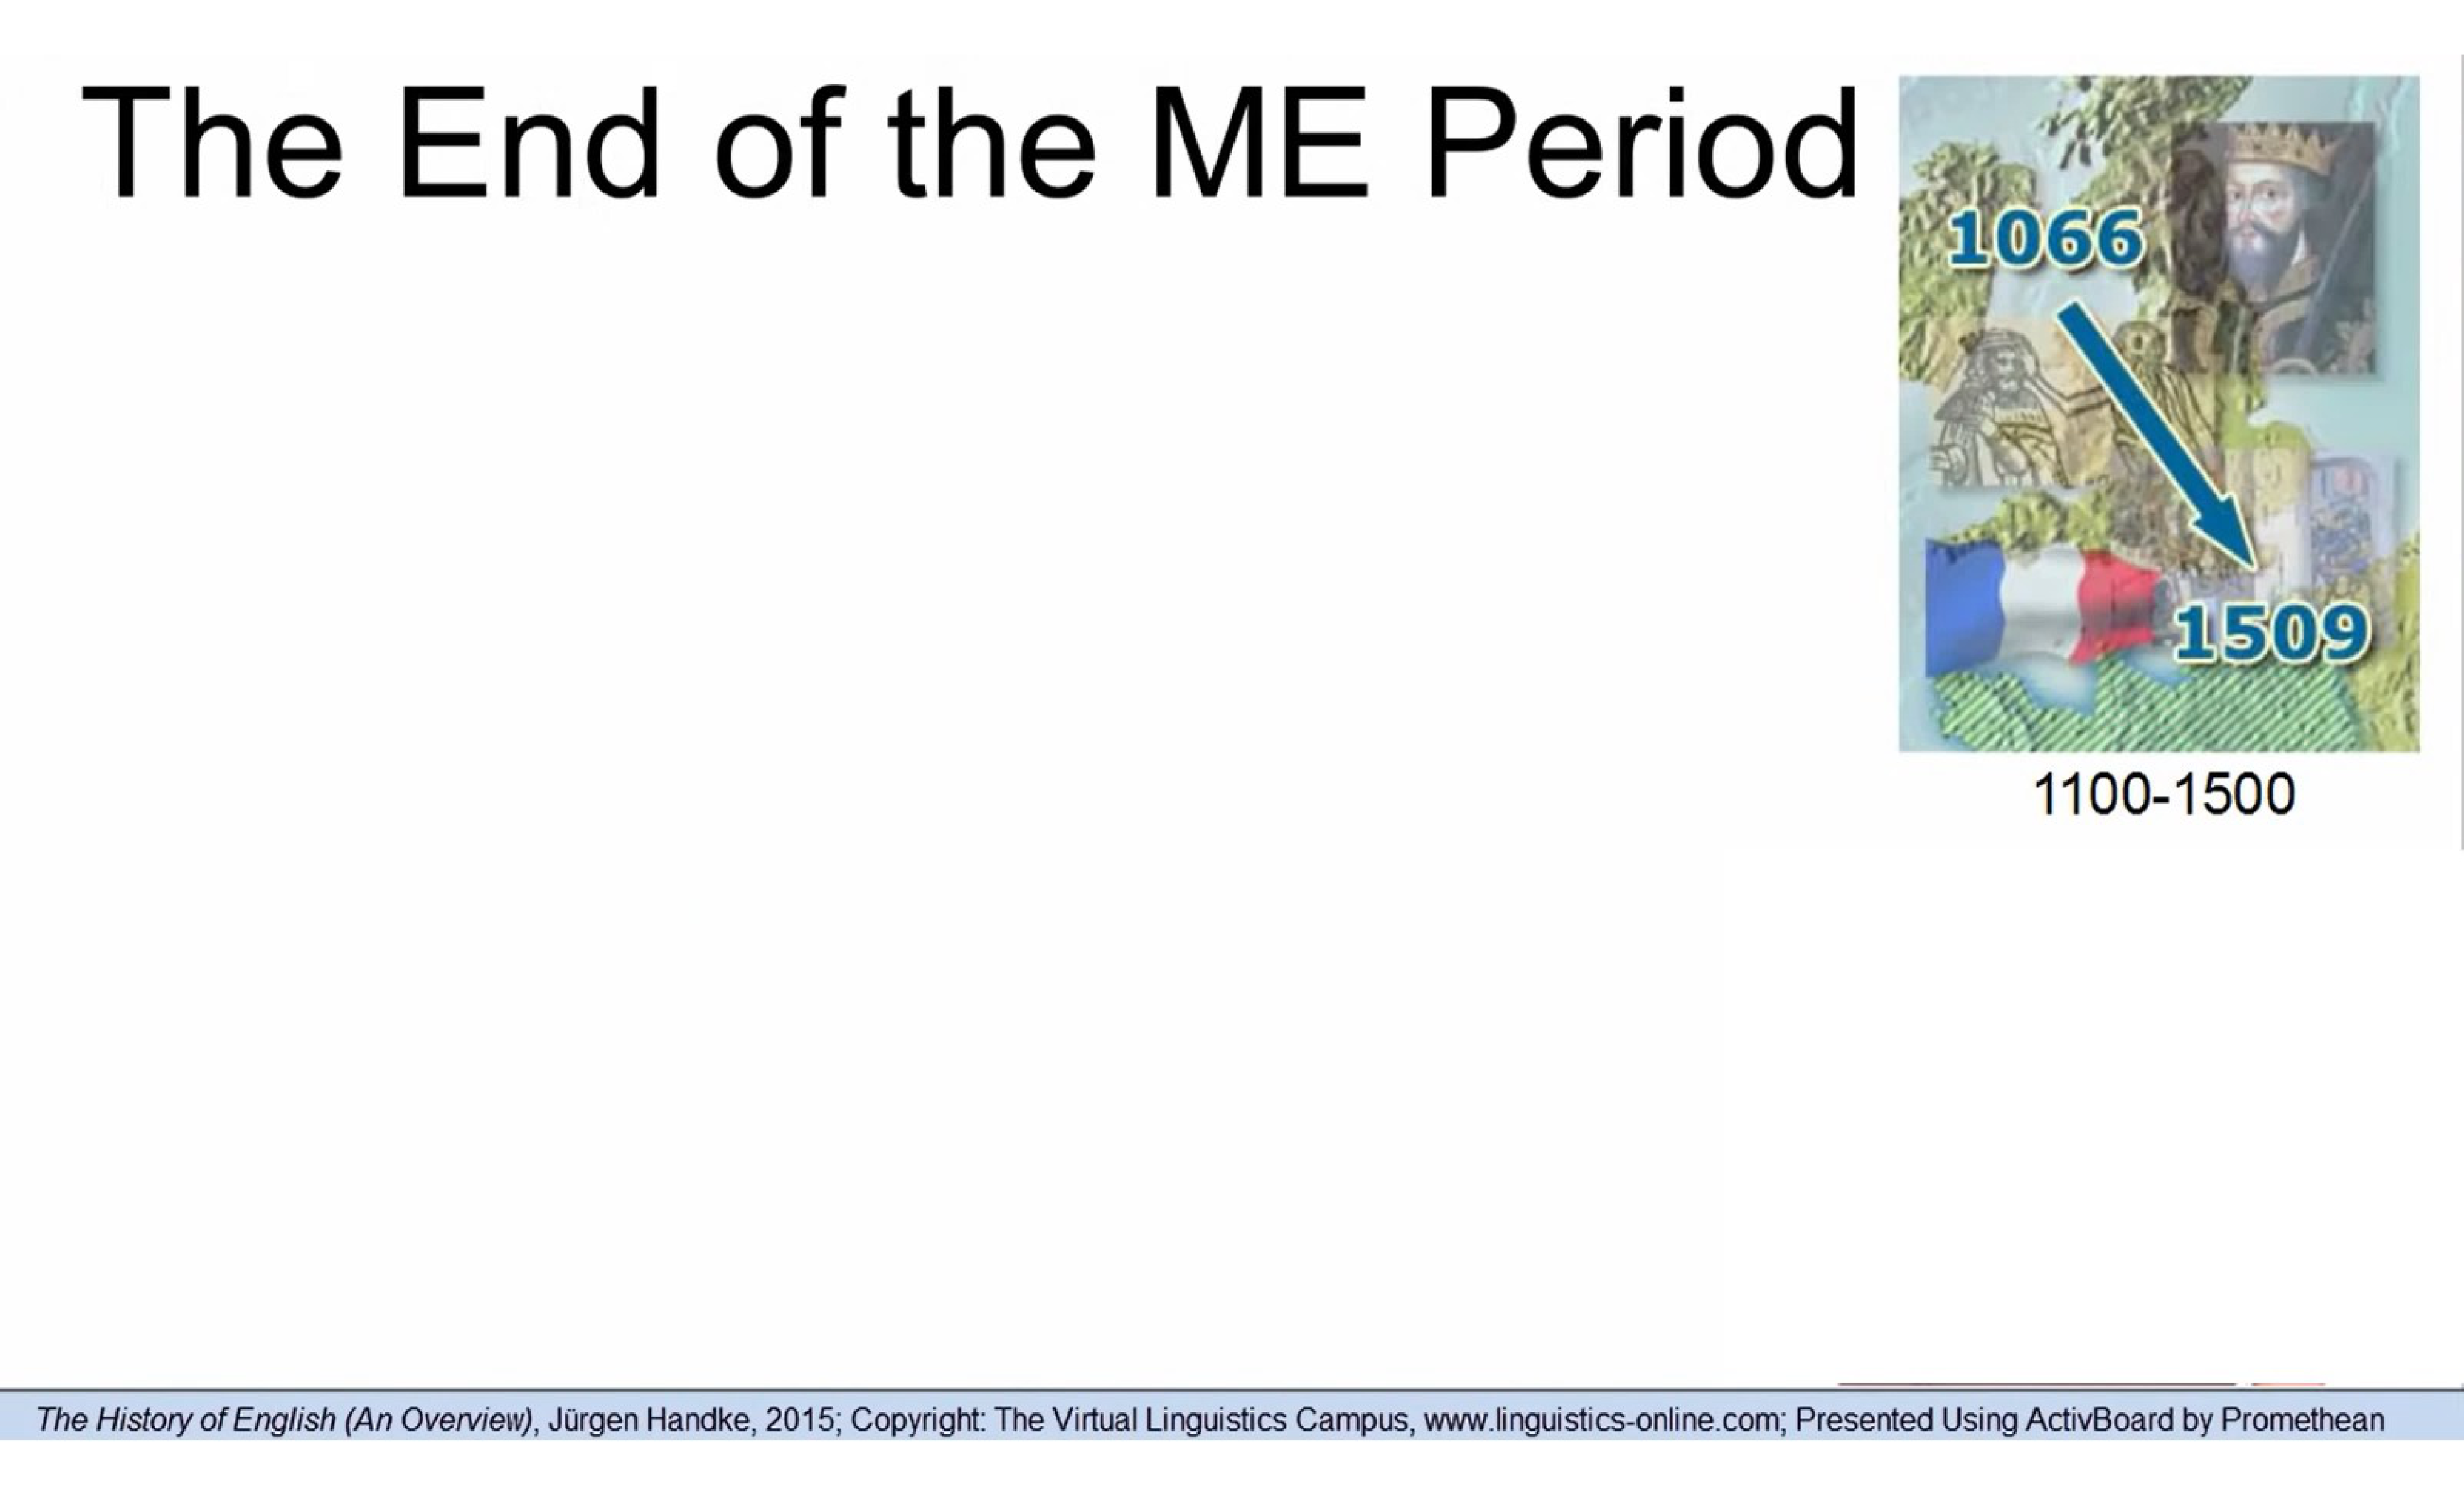 The End of the ME Period
1066
1509
1100-1500
The History of English (An Overview), Jürgen Handke, 2015; Copyright: The Virtual Linguistics Campus, www.linguistics-online.com; Presented Using ActivBoard by Promethean